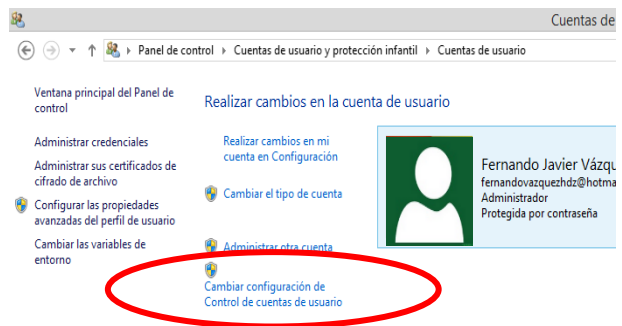 Cuentas de
Panel de control ▸ Cuentas de usuario y protección infantil ▸ Cuentas de usuario
Ventana principal del Panel de
control
Administrar credenciales
Administrar sus certificados de
cifrado de archivo
Configurar las propiedades
avanzadas del perfil de usuario
Cambiar las variables de
entorno
Realizar cambios en la cuenta de usuario
Realizar cambios en mi
cuenta en Configuración
Cambiar el tipo de cuenta
Administrar otra cuenta
Cambiar configuración de
Control de cuentas de usuario
Fernando Javier Vázqu
fernandovazquezhdz@hotma
Administrador
Protegida por contraseña